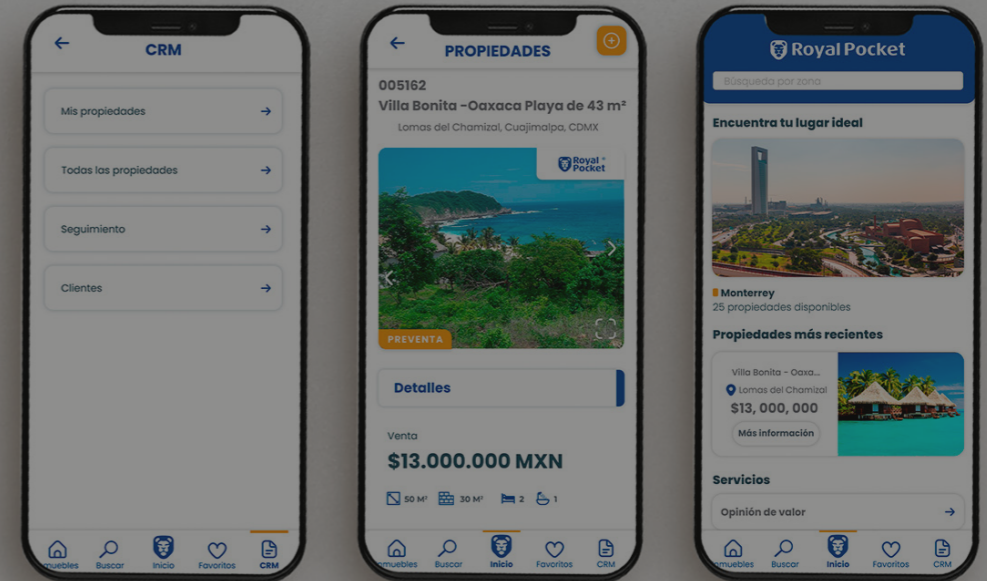 CRM
Mis propiedades
Todas las propiedades
Seguimiento
Clientes
muebles Buscar Inicio Favoritos CRM
PROPIEDADES
005162
Villa Bonita -Oaxaca Playa de 43 m²
Lomas del Chamizal, Cuajimalpa, CDMX
Royal
Pocket
PREVENTA
Detalles
Venta
$13.000.000 MXN
50 M² 30 M² 2 1
muebles Buscar Inicio Favoritos CRM
Royal Pocket
Búsqueda por zona
Encuentra tu lugar ideal
Monterrey
25 propiedades disponibles
Propiedades más recientes
Villa Bonita - Oaxa...
Lomas del Chamizal
$13, 000, 000
Más información
Servicios
Opinión de valor
muebles Buscar Inicio Favoritos CRM